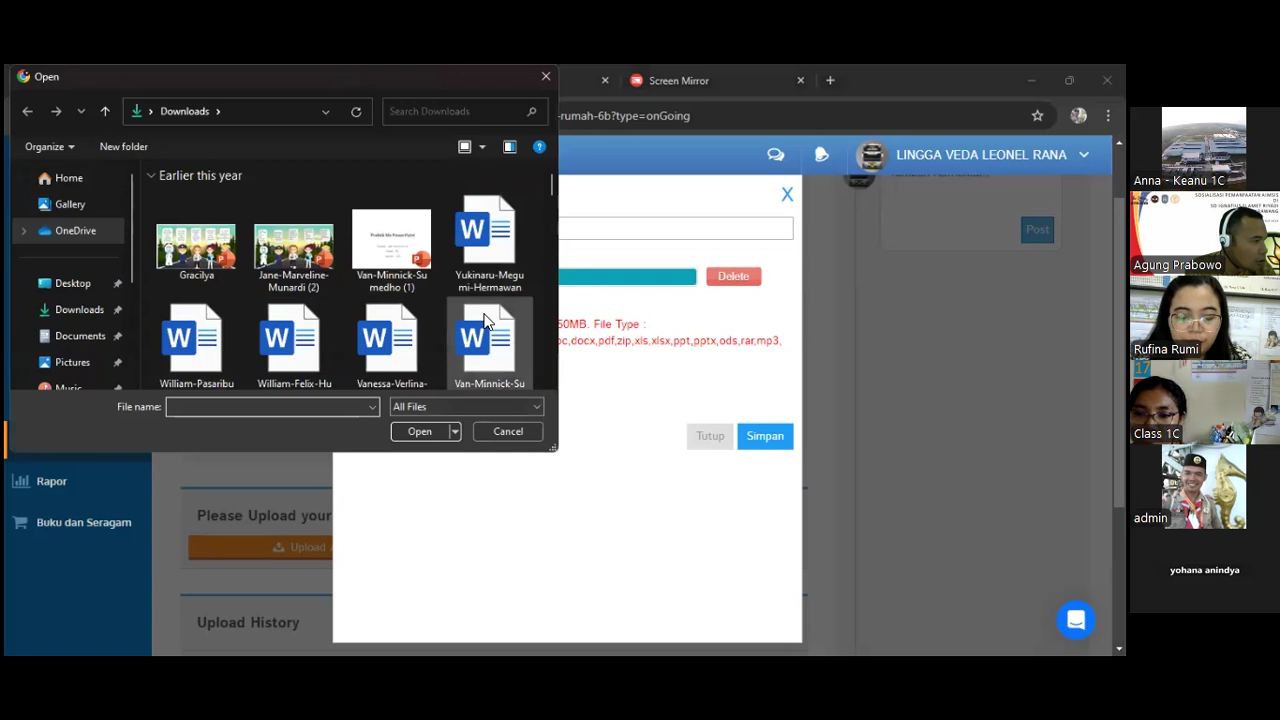 Open
Screen Mirror
Downloads
Search Downloads
-rumah-6b?type=onGoing
Organize
New folder
LINGGA VEDA LEONEL RANA
Home
Gallery
OneDrive
Desktop
Downloads
Documents
Pictures
Music
Earlier this year
Gracilya
Jane-Marveline-
Munardi (2)
Van-Minnick-Su
medho (1)
Yukinaru-Megu
mi-Hermawan
William-Pasaribu
William-Felix-Hu
Vanessa-Verlina-
Van-Minnick-Su
File name:
All Files
Open
Cancel
X
Post
Delete
50MB. File Type :
oc,docx,pdf,zip,xls,xlsx,ppt,pptx,ods,rar,mp3,
Tutup
Simpan
Rapor
Buku dan Seragam
Please Upload your
Upload
Upload History
Anna - Keanu 1C
SOSIALISASI PEMANFAATAN AIMSIS
DI
Agung Prabowo
Rufina Rumi
17
Class 1C
admin
yohana anindya